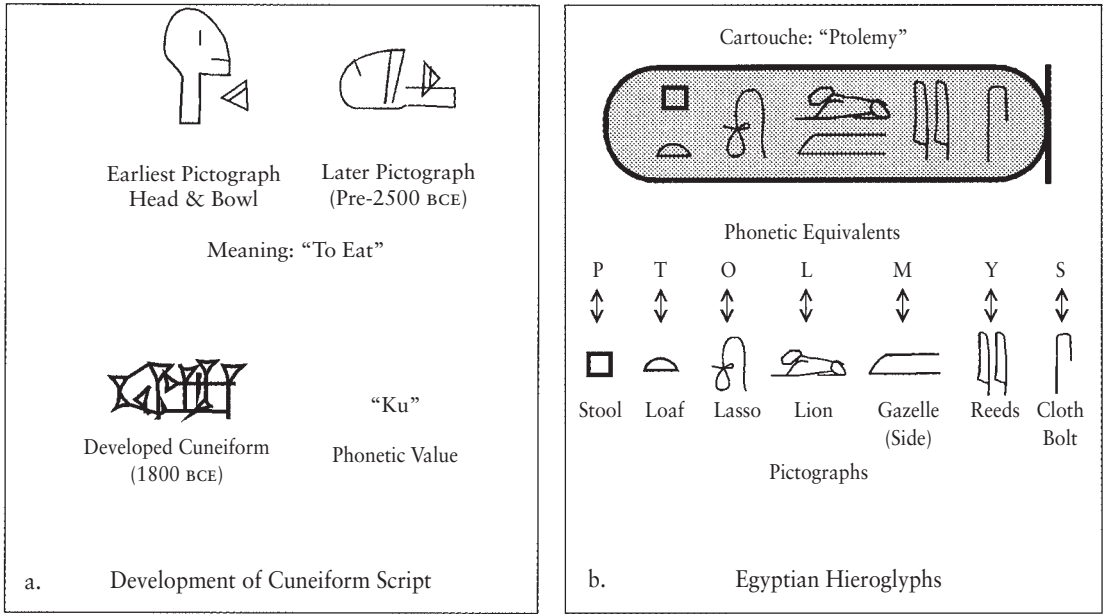 Earliest Pictograph
Head & Bowl
Later Pictograph
(Pre-2500 BCE)
Meaning: “To Eat”
Developed Cuneiform
(1800 BCE)
“Ku”
Phonetic Value
a. Development of Cuneiform Script
Cartouche: “Ptolemy”
Phonetic Equivalents
P T O L M Y S
Stool Loaf Lasso Lion Gazelle Reeds Cloth
(Side) Bolt
Pictographs
b. Egyptian Hieroglyphs